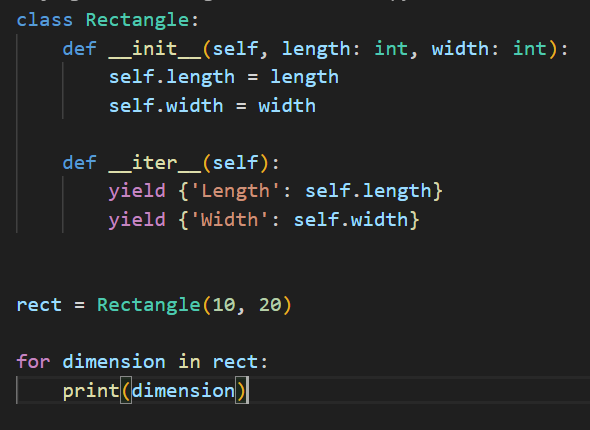 class Rectangle:
    def __init__(self, length: int, width: int):
        self.length = length
        self.width = width
    def __iter__(self):
        yield {'Length': self.length}
        yield {'Width': self.width}
rect = Rectangle(10, 20)
for dimension in rect:
    print(dimension)